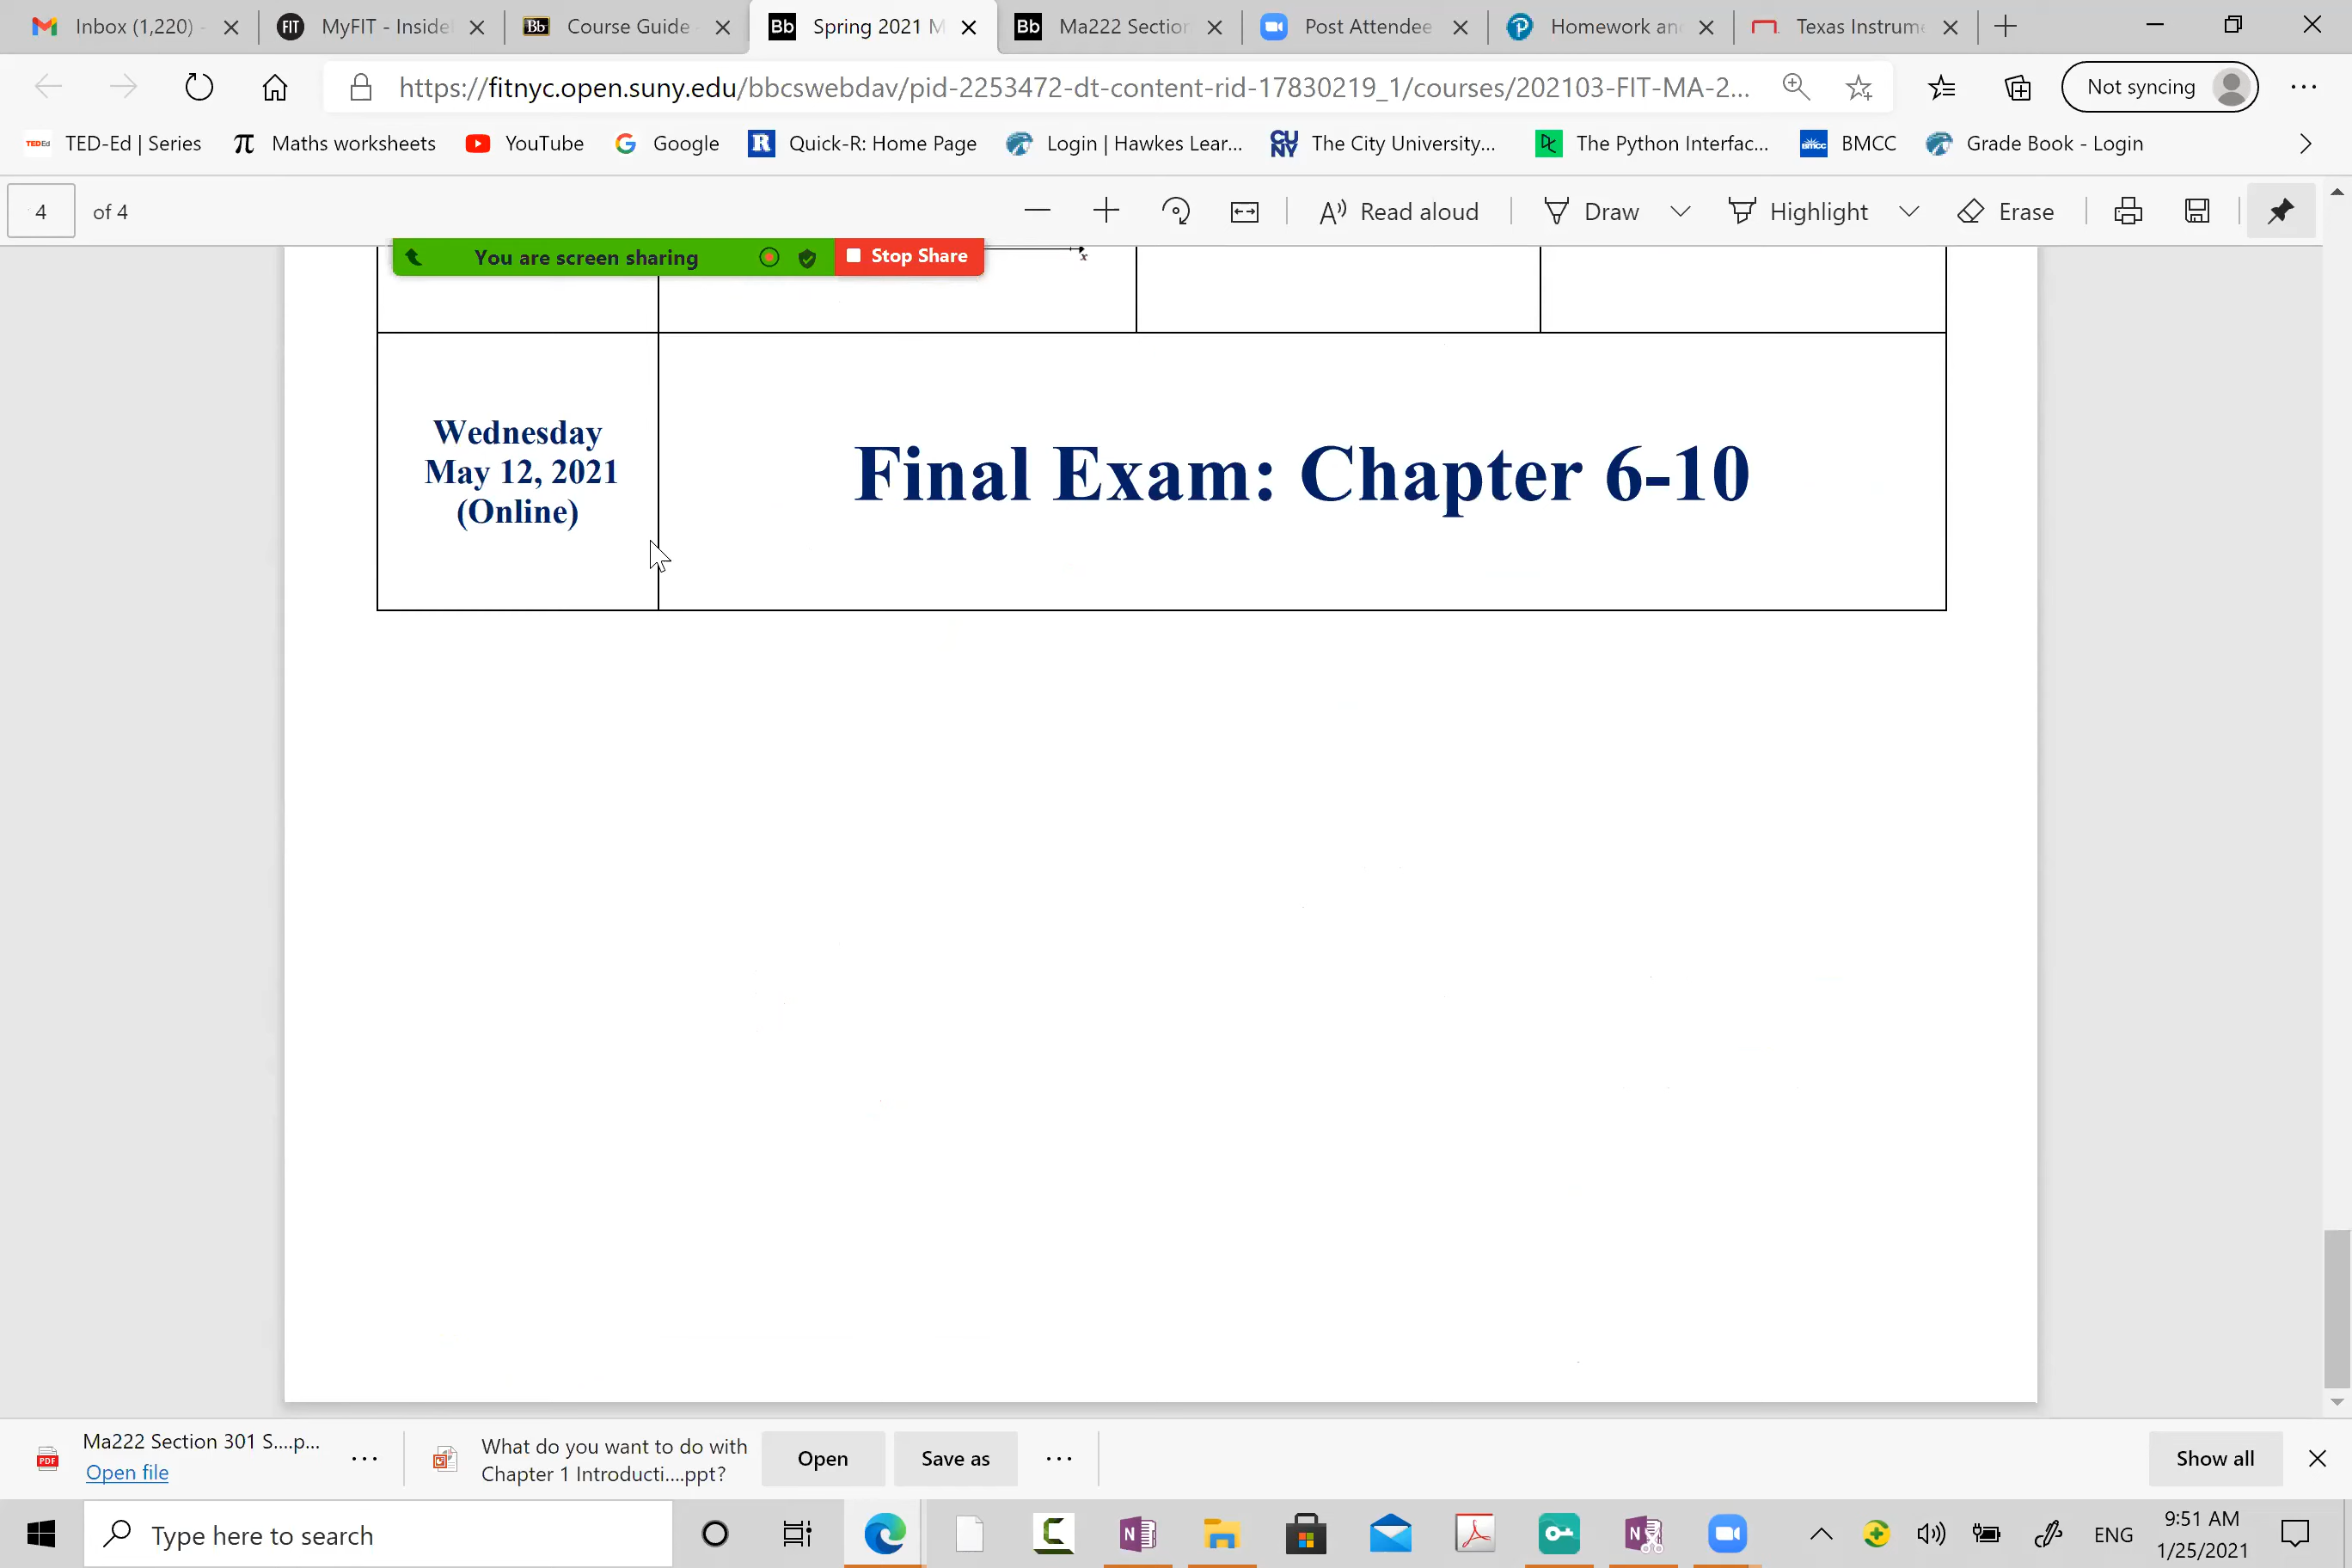 Inbox (1,220) -
FIT
MyFIT - Inside
Bb
Course Guide -
Bb
Spring 2021 M
Bb
Ma222 Section
Post Attendee
Homework an
Texas Instrum
https://fitnyc.open.suny.edu/bbcswebdav/pid-2253472-dt-content-rid-17830219_1/courses/202103-FIT-MA-2...
Not syncing
TED-Ed | Series
Maths worksheets
YouTube
Google
R
Quick-R: Home Page
Login | Hawkes Lear...
CUNY
The City University...
The Python Interfac...
BMCC
Grade Book - Login
4
of 4
Read aloud
Draw
Highlight
Erase
You are screen sharing
Stop Share
x
Wednesday
May 12, 2021
(Online)
Final Exam: Chapter 6-10
PDF
Ma222 Section 301 S....p...
Open file
What do you want to do with
Chapter 1 Introducti....ppt?
Open
Save as
Show all
Type here to search
ENG
9:51 AM
1/25/2021